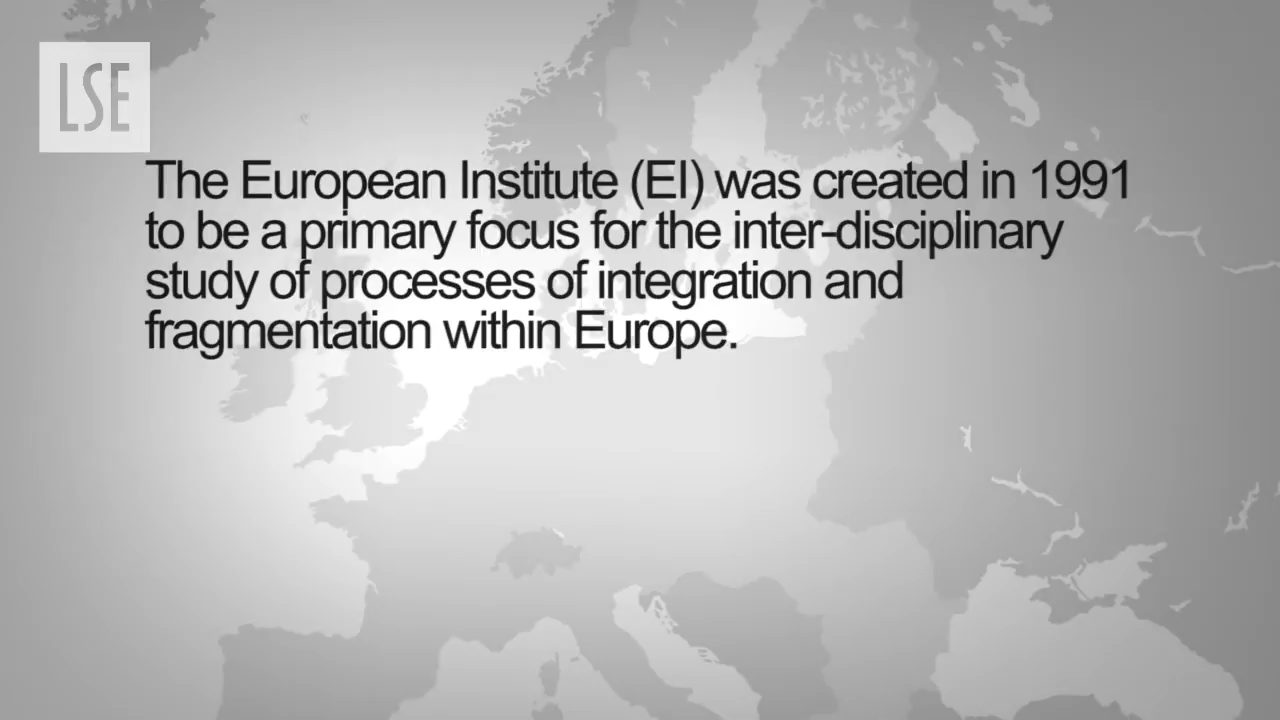 LSE
The European Institute (EI) was created in 1991
to be a primary focus for the inter-disciplinary
study of processes of integration and
fragmentation within Europe.